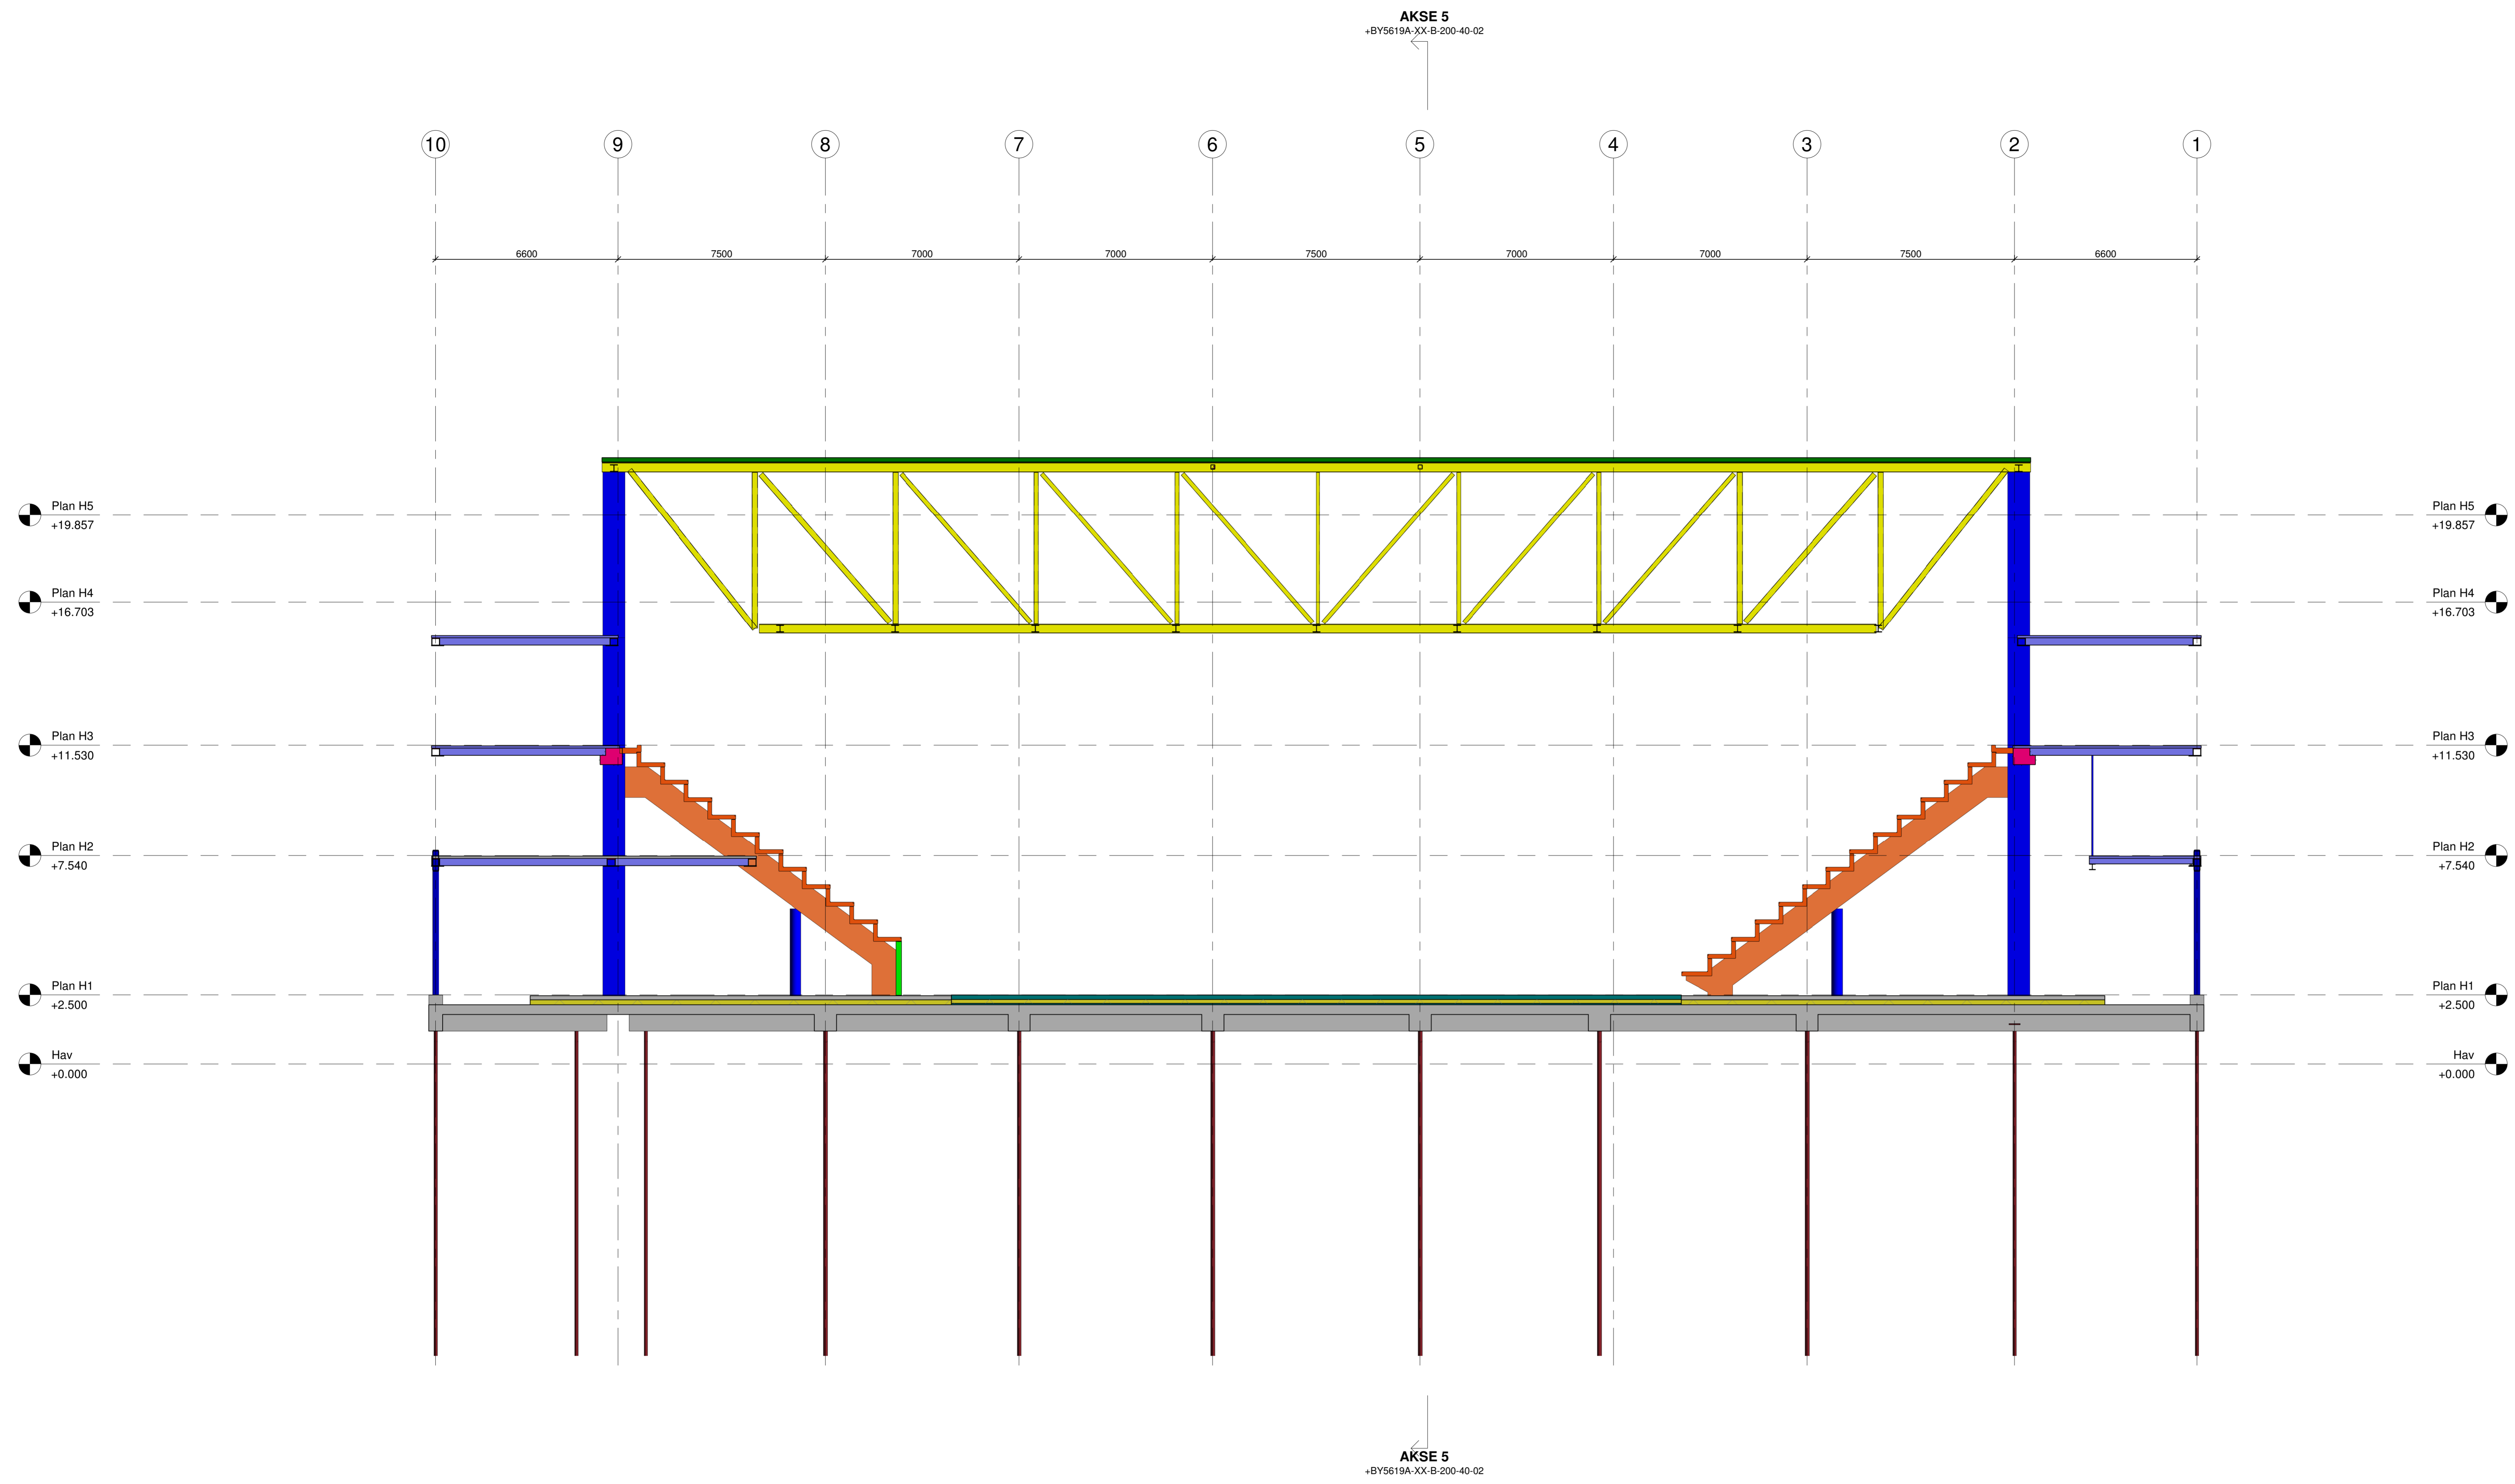 AKSE 5
+BY5619A-XX-B-200-40-02
10 9 8 7 6 5 4 3 2 1
6600 7500 7000 7000 7500 7000 7000 7500 6600
Plan H5 Plan H5
+19.857 +19.857
Plan H4 Plan H4
+16.703 +16.703
Plan H3 Plan H3
+11.530 +11.530
Plan H2 Plan H2
+7.540 +7.540
Plan H1 Plan H1
+2.500 +2.500
Hav Hav
+0.000 +0.000
AKSE 5
+BY5619A-XX-B-200-40-02